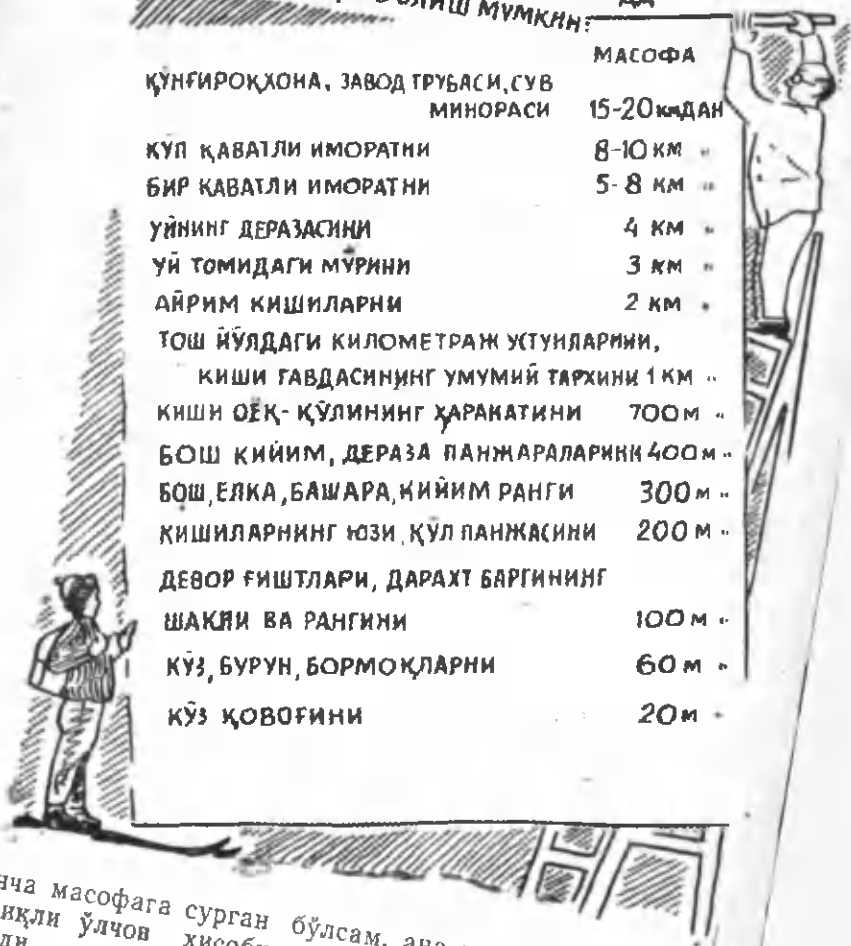 МУМКИН:
МАСОФА
ҚЎНҒИРОҚХОНА, ЗАВОД ТРУБАСИ, СУВ
МИНОРАСИ 15-20 КМ ДАН
КЎП ҚАВАТЛИ ИМОРАТНИ 8-10 КМ "
БИР ҚАВАТЛИ ИМОРАТНИ 5-8 КМ "
УЙНИНГ ДЕРАЗАСИНИ 4 КМ "
УЙ ТОМИДАГИ МЎРИНИ 3 КМ "
АЙРИМ КИШИЛАРНИ 2 КМ "
ТОШ ЙЎЛДАГИ КИЛОМЕТРАЖ УСТУНЛАРИНИ,
КИШИ ГАВДАСИНИНГ УМУМИЙ ТАРХИНИ 1 КМ "
КИШИ ОЁҚ-ҚЎЛИНИНГ ҲАРАКАТИНИ 700 М "
БОШ КИЙИМ, ДЕРАЗА ПАНЖАРАЛАРИНИ 400 М "
БОШ, ЕЛКА, БАШАРА, КИЙИМ РАНГИ 300 М "
КИШИЛАРНИНГ ЮЗИ, ҚЎЛ ПАНЖАСИНИ 200 М "
ДЕВОР ҒИШТЛАРИ, ДАРАХТ БАРГИНИНГ
ШАКЛИ ВА РАНГИНИ 100 М "
КЎЗ, БУРУН, БОРМОҚЛАРНИ 60 М "
КЎЗ ҚОВОҒИНИ 20 М "
масофага сурган бўлсам, ана
ўлчов